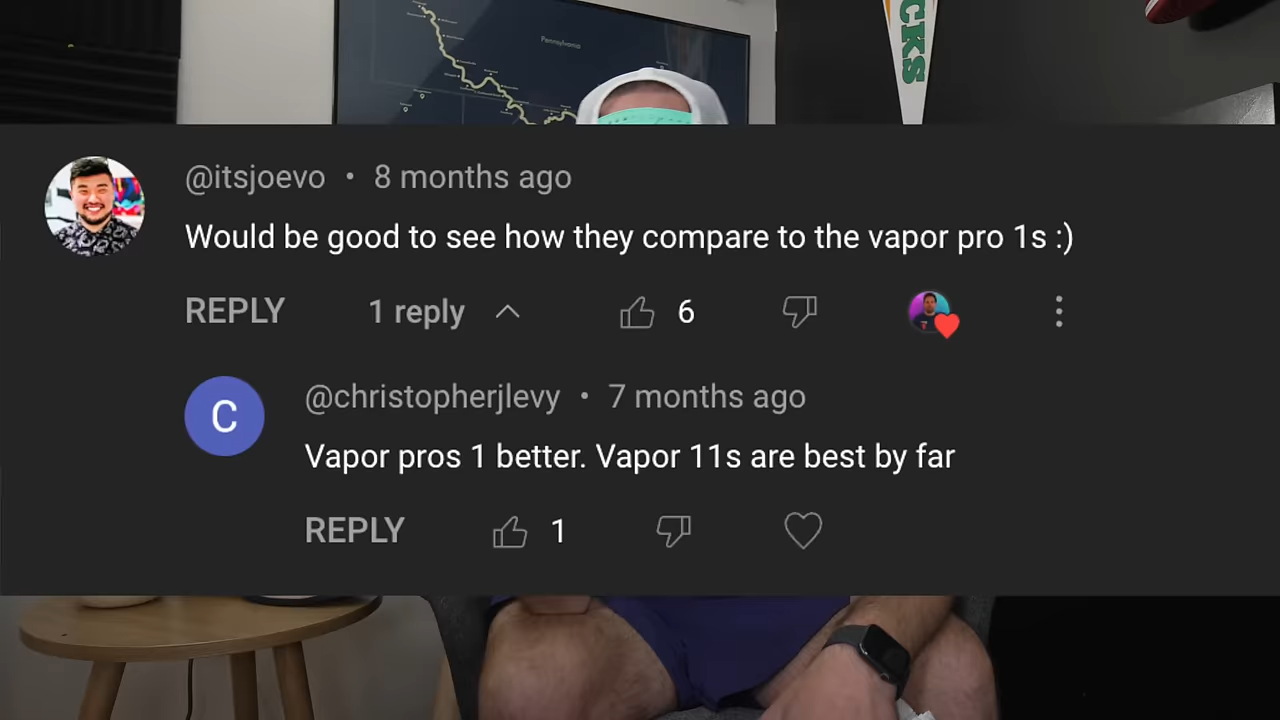 Pennsylvania
CKS
@itsjoevo • 8 months ago
Would be good to see how they compare to the vapor pro 1s :)
REPLY
1 reply
6
C
@christopherjlevy • 7 months ago
Vapor pros 1 better. Vapor 11s are best by far
REPLY
1